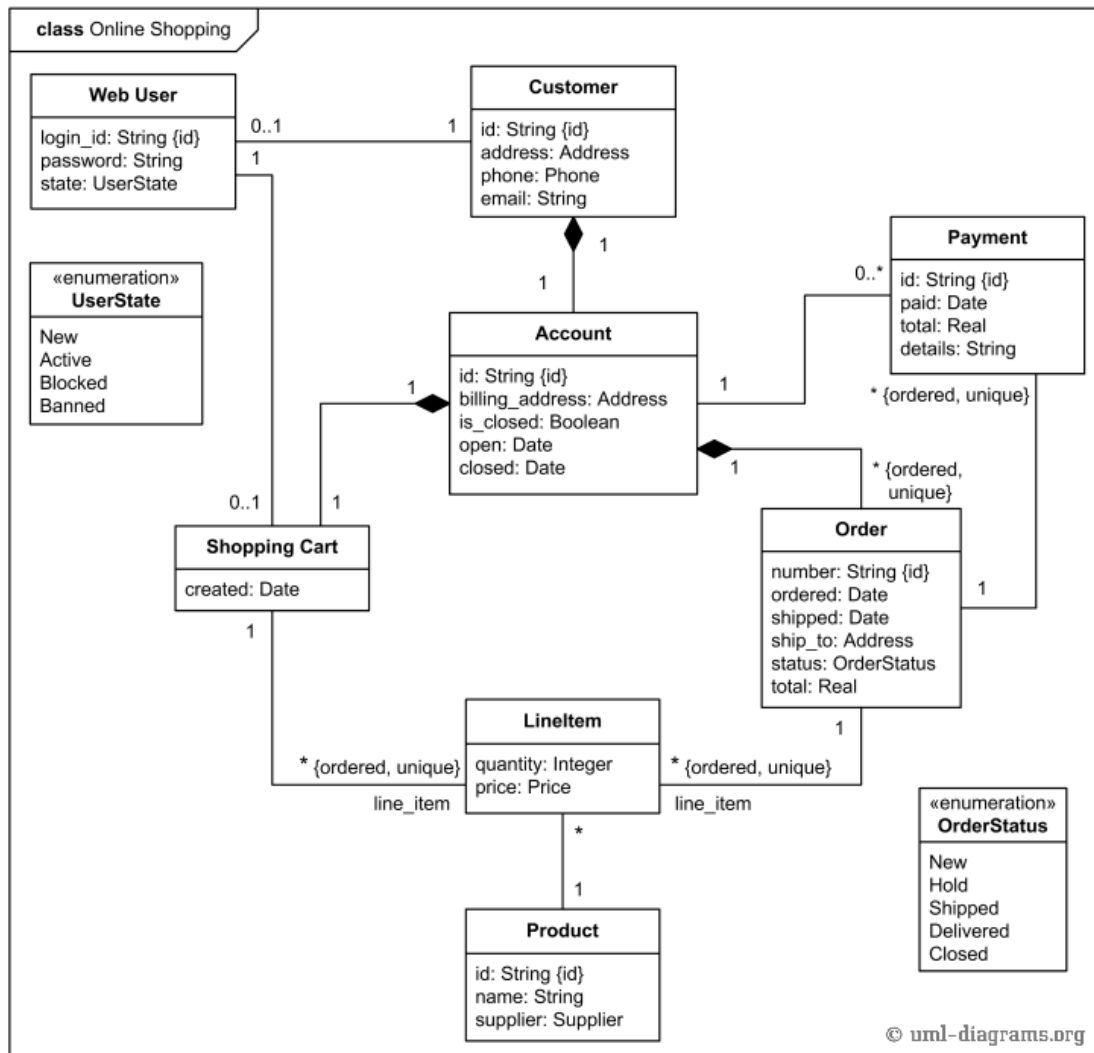 class Online Shopping
Web User
login_id: String {id}
password: String
state: UserState
0..1
1
1
Customer
id: String {id}
address: Address
phone: Phone
email: String
1
1
«enumeration»
UserState
New
Active
Blocked
Banned
Payment
id: String {id}
paid: Date
total: Real
details: String
0..*
* {ordered, unique}
Account
id: String {id}
billing_address: Address
is_closed: Boolean
open: Date
closed: Date
1
1
1
* {ordered,
unique}
0..1
1
Shopping Cart
created: Date
1
Order
number: String {id}
ordered: Date
shipped: Date
ship_to: Address
status: OrderStatus
total: Real
1
1
LineItem
quantity: Integer
price: Price
* {ordered, unique}
line_item
* {ordered, unique}
line_item
*
1
Product
id: String {id}
name: String
supplier: Supplier
«enumeration»
OrderStatus
New
Hold
Shipped
Delivered
Closed
© uml-diagrams.org